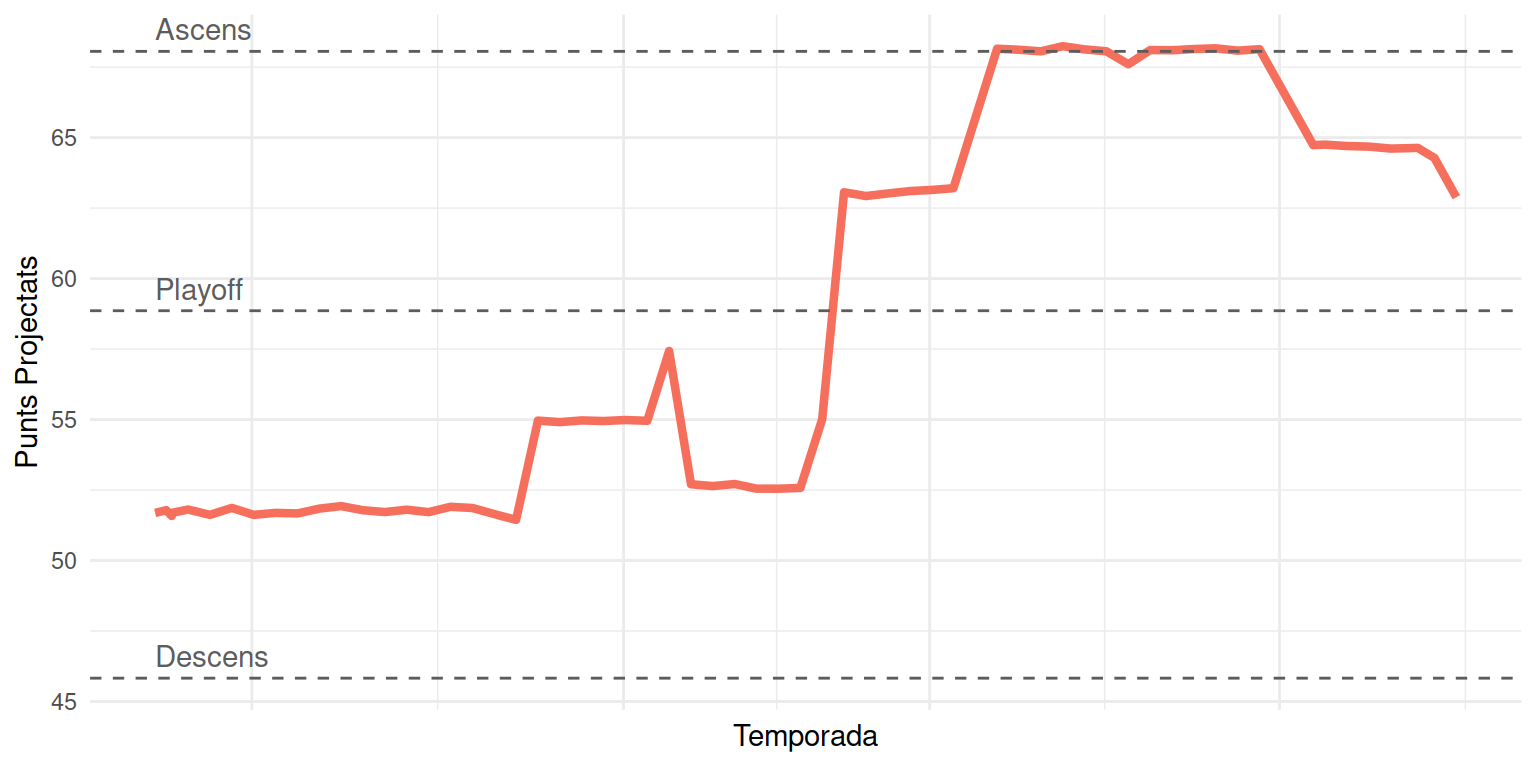 Ascens
65
60
Playoff
55
50
Descens
45
Punts Projectats
Temporada